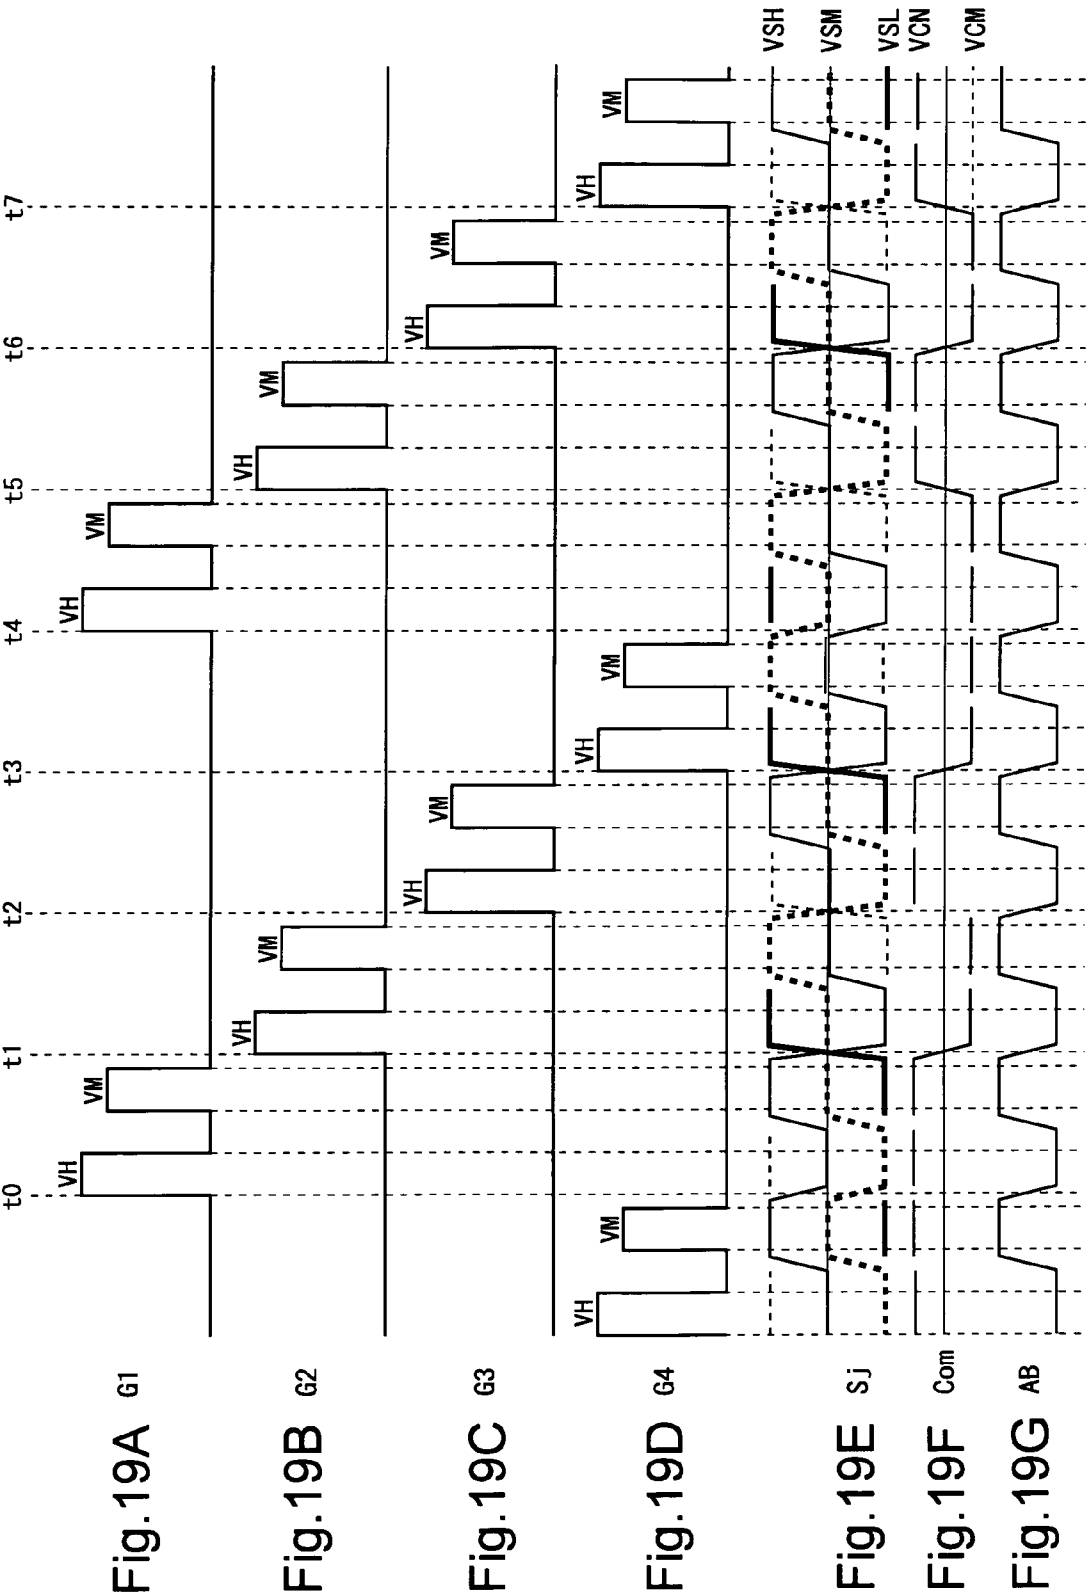 t0 t1 t2 t3 t4 t5 t6 t7
Fig.19A G1 VH VM VH VM
Fig.19B G2 VH VM VH VM
Fig.19C G3 VH VM VH VM
Fig.19D G4 VH VM VH VM VH VM
Fig.19E Sj VSH
VSM
VSL
Fig.19F Com VCN
VCM
Fig.19G AB